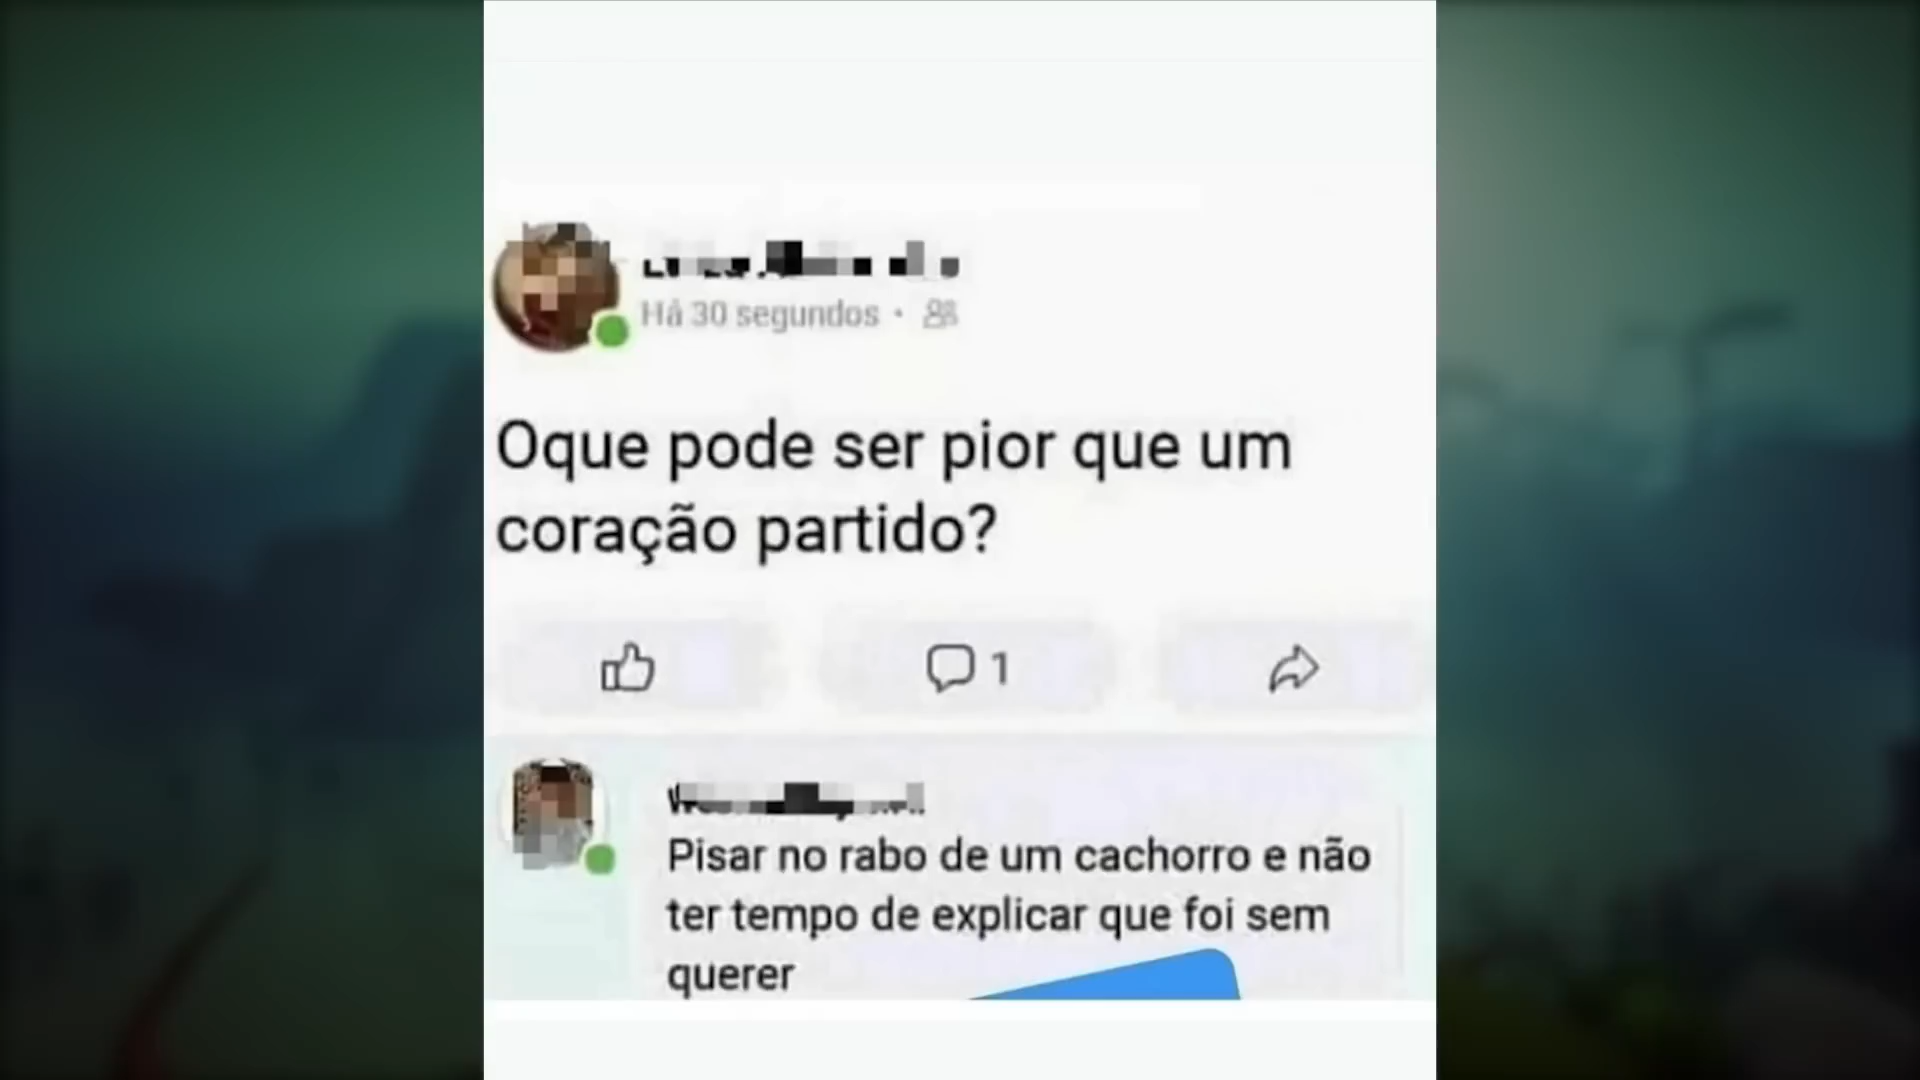 Há 30 segundos
Oque pode ser pior que um
coração partido?
1
Pisar no rabo de um cachorro e não
ter tempo de explicar que foi sem
querer